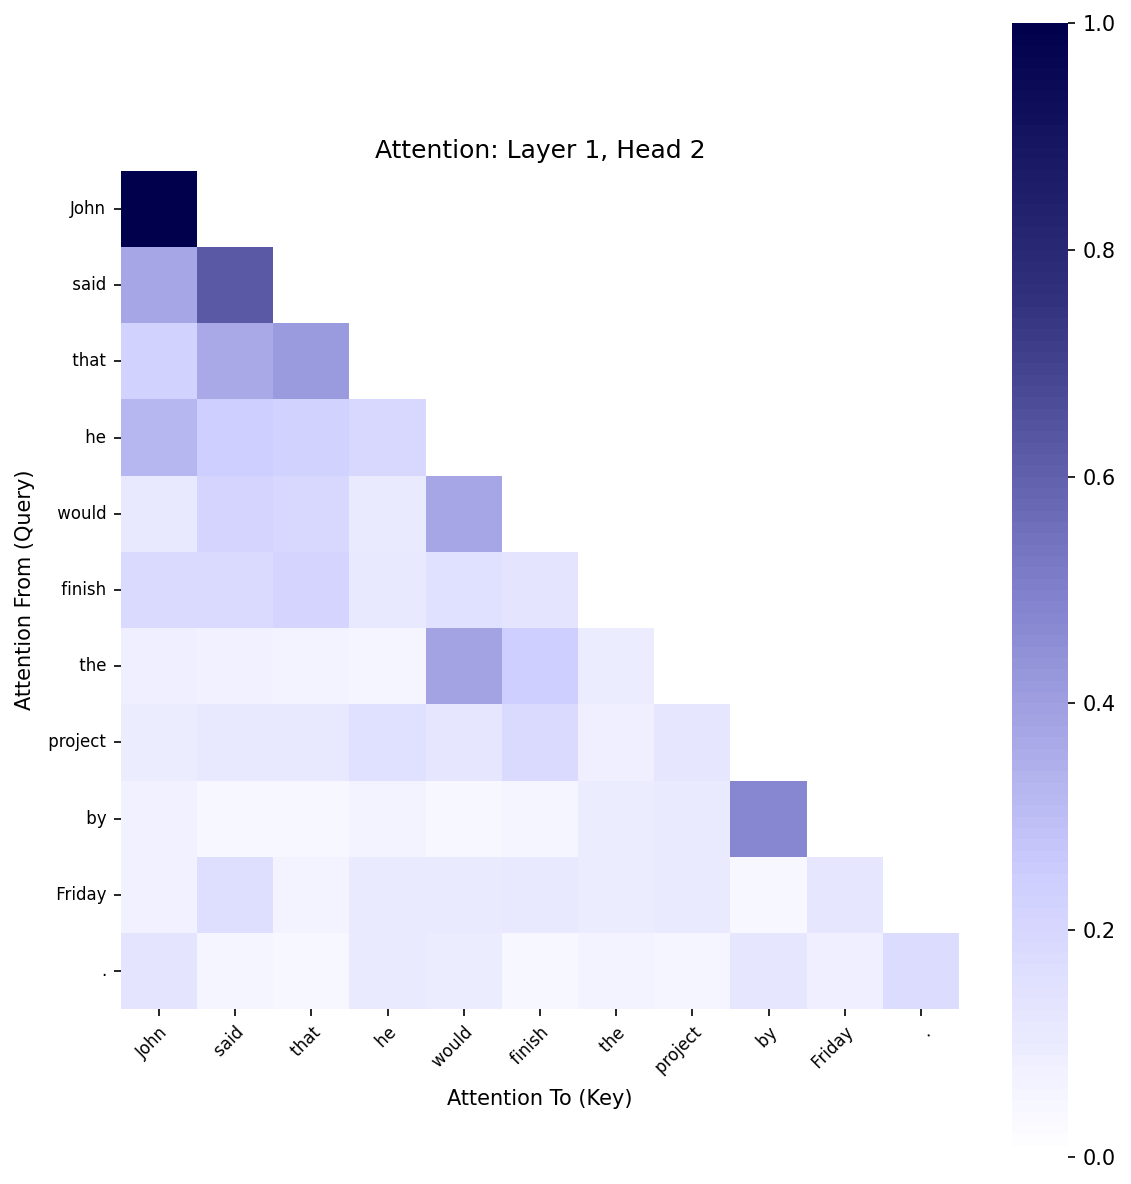 Attention: Layer 1, Head 2
Attention From (Query)
John
said
that
he
would
finish
the
project
by
Friday
.
John
said
that
he
would
finish
the
project
by
Friday
.
Attention To (Key)
1.0
0.8
0.6
0.4
0.2
0.0